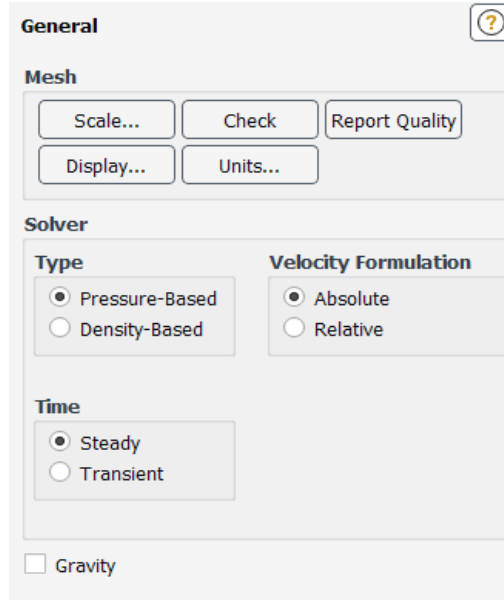 General
?
Mesh
Scale... Check Report Quality
Display... Units...
Solver
Type Velocity Formulation
Pressure-Based Absolute
Density-Based Relative
Time
Steady
Transient
Gravity